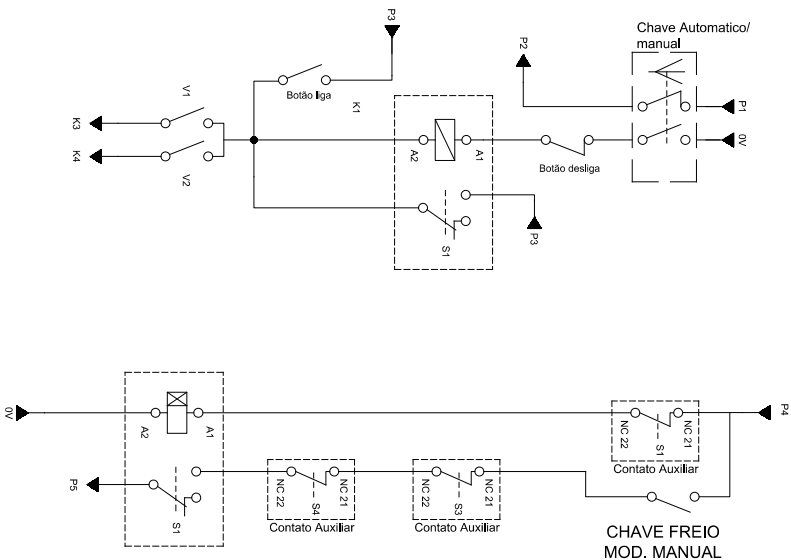 P3
P2
Chave Automatico/
manual
P1
0V
Botão liga
K1
V1
K3
K4
V2
A2
A1
Botão desliga
S1
P3
P4
NC 22
NC 21
S1
Contato Auxiliar
0V
A2
A1
P5
S1
NC 22
NC 21
S4
Contato Auxiliar
NC 22
NC 21
S3
Contato Auxiliar
CHAVE FREIO
MOD. MANUAL